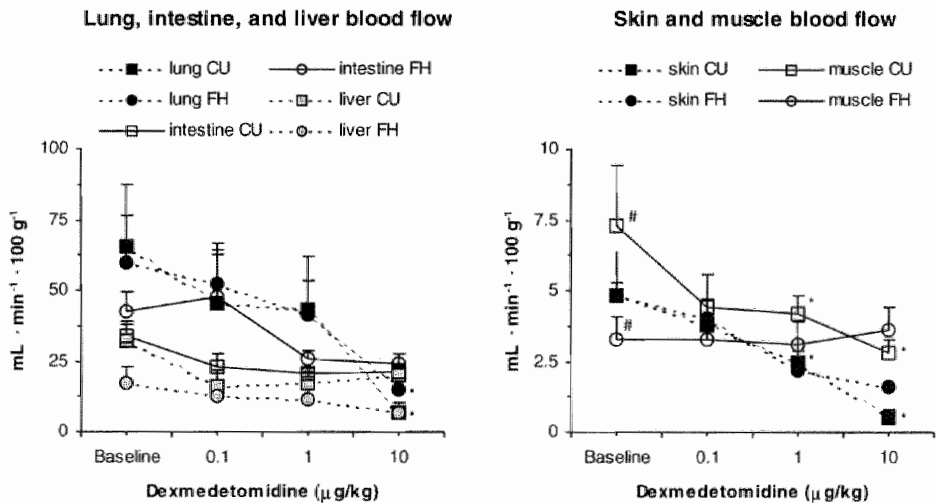 Lung, intestine, and liver blood flow
lung CU
intestine FH
lung FH
liver CU
intestine CU
liver FH
100
75
50
25
0
mL · min⁻¹ · 100 g⁻¹
Baseline 0.1 1 10
Dexmedetomidine (μg/kg)
*
*
Skin and muscle blood flow
skin CU
muscle CU
skin FH
muscle FH
10
7.5
5
2.5
0
mL · min⁻¹ · 100 g⁻¹
#
#
*
*
*
*
Baseline 0.1 1 10
Dexmedetomidine (μg/kg)